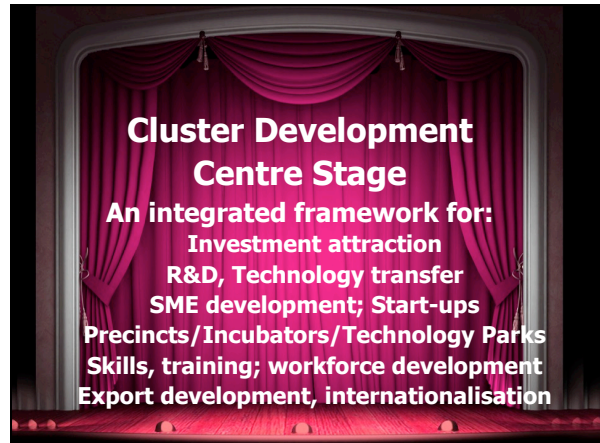 Cluster Development
Centre Stage
An integrated framework for:
Investment attraction
R&D, Technology transfer
SME development; Start-ups
Precincts/Incubators/Technology Parks
Skills, training; workforce development
Export development, internationalisation